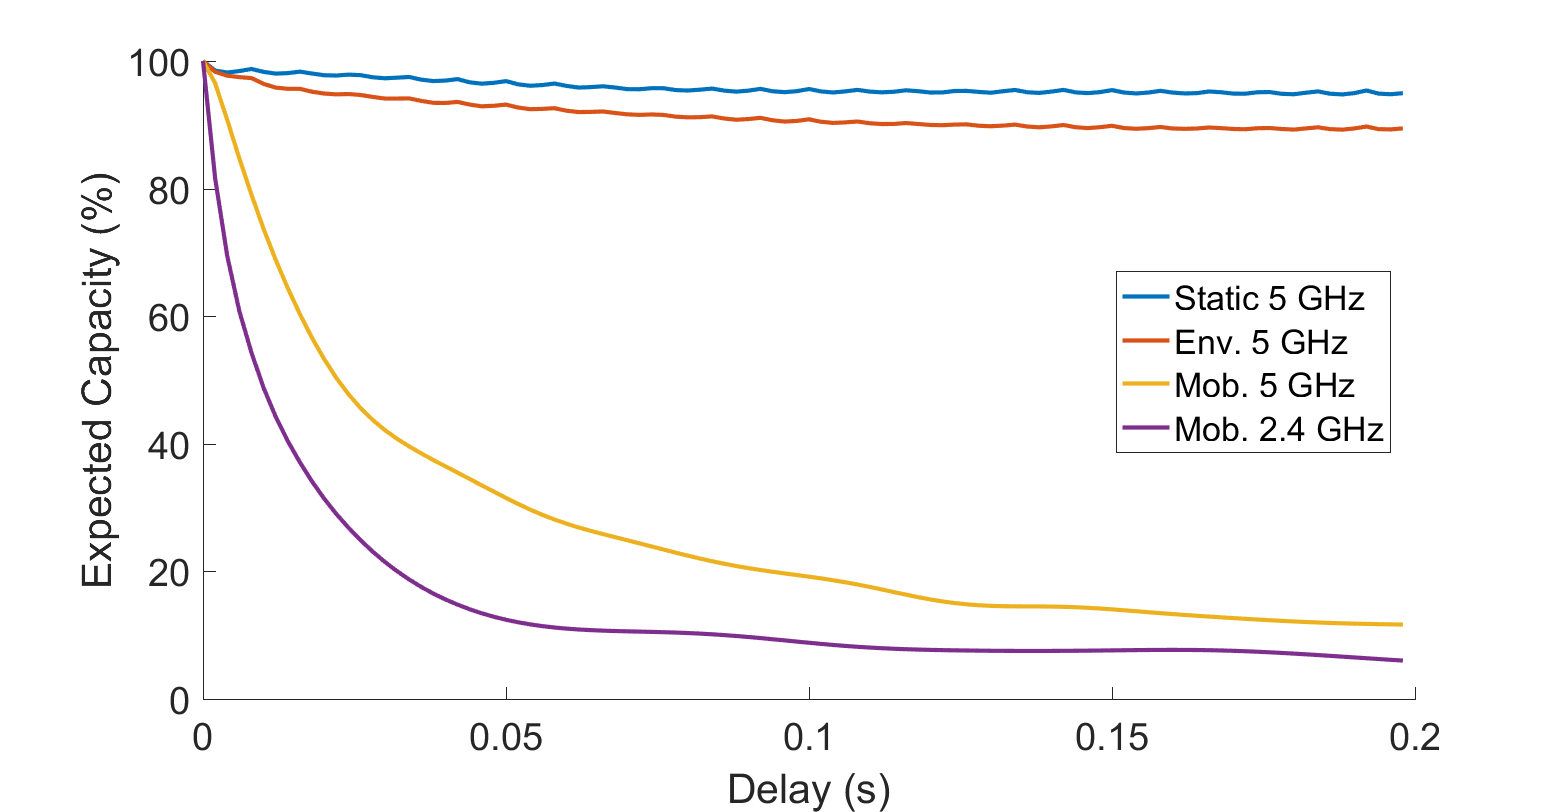 100
80
60
40
20
0
Expected Capacity (%)
Static 5 GHz
Env. 5 GHz
Mob. 5 GHz
Mob. 2.4 GHz
0 0.05 0.1 0.15 0.2
Delay (s)